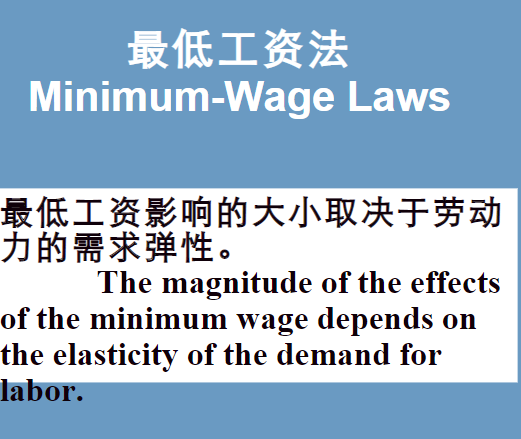 最低工资法
Minimum-Wage Laws
最低工资影响的大小取决于劳动
力的需求弹性。
The magnitude of the effects
of the minimum wage depends on
the elasticity of the demand for
labor.